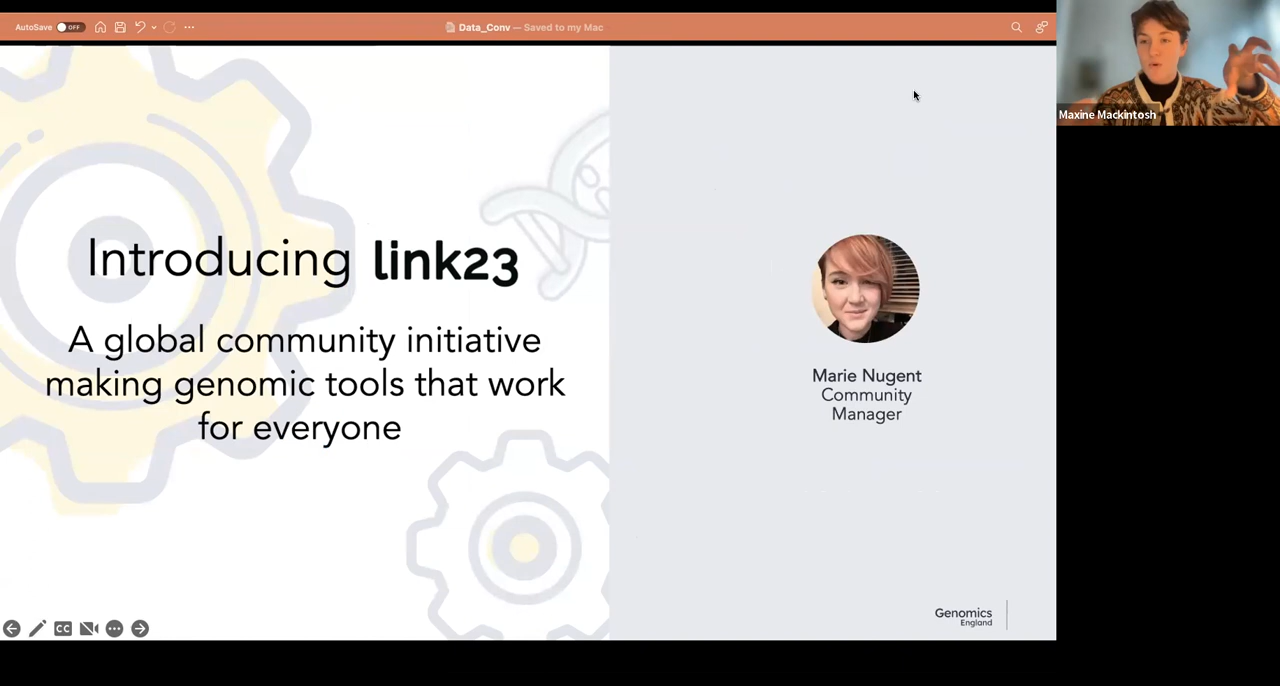 AutoSave OFF
Data_Conv — Saved to my Mac
Maxine Mackintosh
Introducing link23
A global community initiative
making genomic tools that work
for everyone
Marie Nugent
Community
Manager
CC
Genomics
England